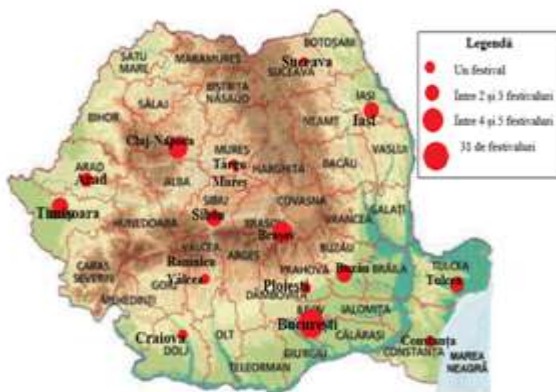 Legendă
Un festival
Între 2 și 3 festivaluri
Între 4 și 5 festivaluri
31 de festivaluri
BOTOȘANI
SATU
MARE
MARAMUREȘ
Suceava
SUCEAVA
BISTRIȚA
NĂSĂUD
SĂLAJ
IAȘI
Iași
BIHOR
NEAMȚ
Cluj-Napoca
MUREȘ
Târgu
Mureș
HARGHITA
VASLUI
BACĂU
ARAD
Arad
ALBA
SIBIU
Sibiu
COVASNA
Timișoara
HUNEDOARA
BRAȘOV
Brașov
VRANCEA
GALAȚI
VÂLCEA
ARGEȘ
BUZĂU
CARAȘ
SEVERIN
Râmnicu
Vâlcea
GORJ
PRAHOVA
Buzău
BRĂILA
TULCEA
Tulcea
Ploiești
DÂMBOVIȚA
MEHEDINȚI
ILFOV
IALOMIȚA
București
Craiova
DOLJ
OLT
CĂLĂRAȘI
Constanța
CONSTANȚA
GIURGIU
TELEORMAN
MAREA
NEAGRĂ